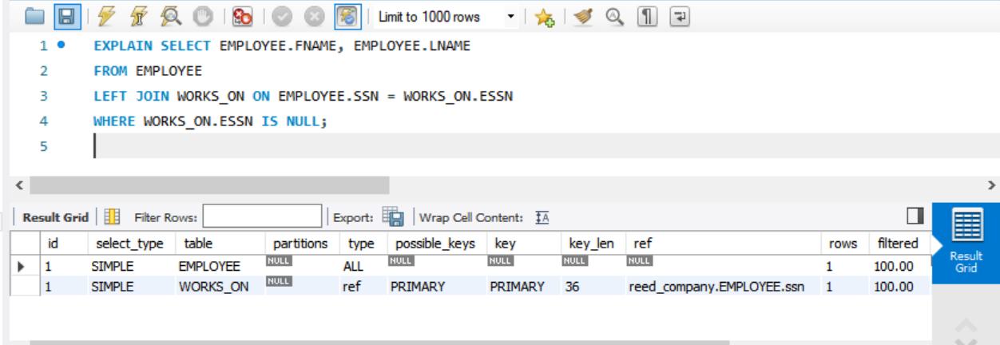 Limit to 1000 rows
1 EXPLAIN SELECT EMPLOYEE.FNAME, EMPLOYEE.LNAME
2 FROM EMPLOYEE
3 LEFT JOIN WORKS_ON ON EMPLOYEE.SSN = WORKS_ON.ESSN
4 WHERE WORKS_ON.ESSN IS NULL;
5
Result Grid Filter Rows: Export: Wrap Cell Content: IA
id select_type table partitions type possible_keys key key_len ref rows filtered
1 SIMPLE EMPLOYEE NULL ALL NULL NULL NULL NULL 1 100.00
1 SIMPLE WORKS_ON NULL ref PRIMARY PRIMARY 36 reed_company.EMPLOYEE.ssn 1 100.00
Result
Grid